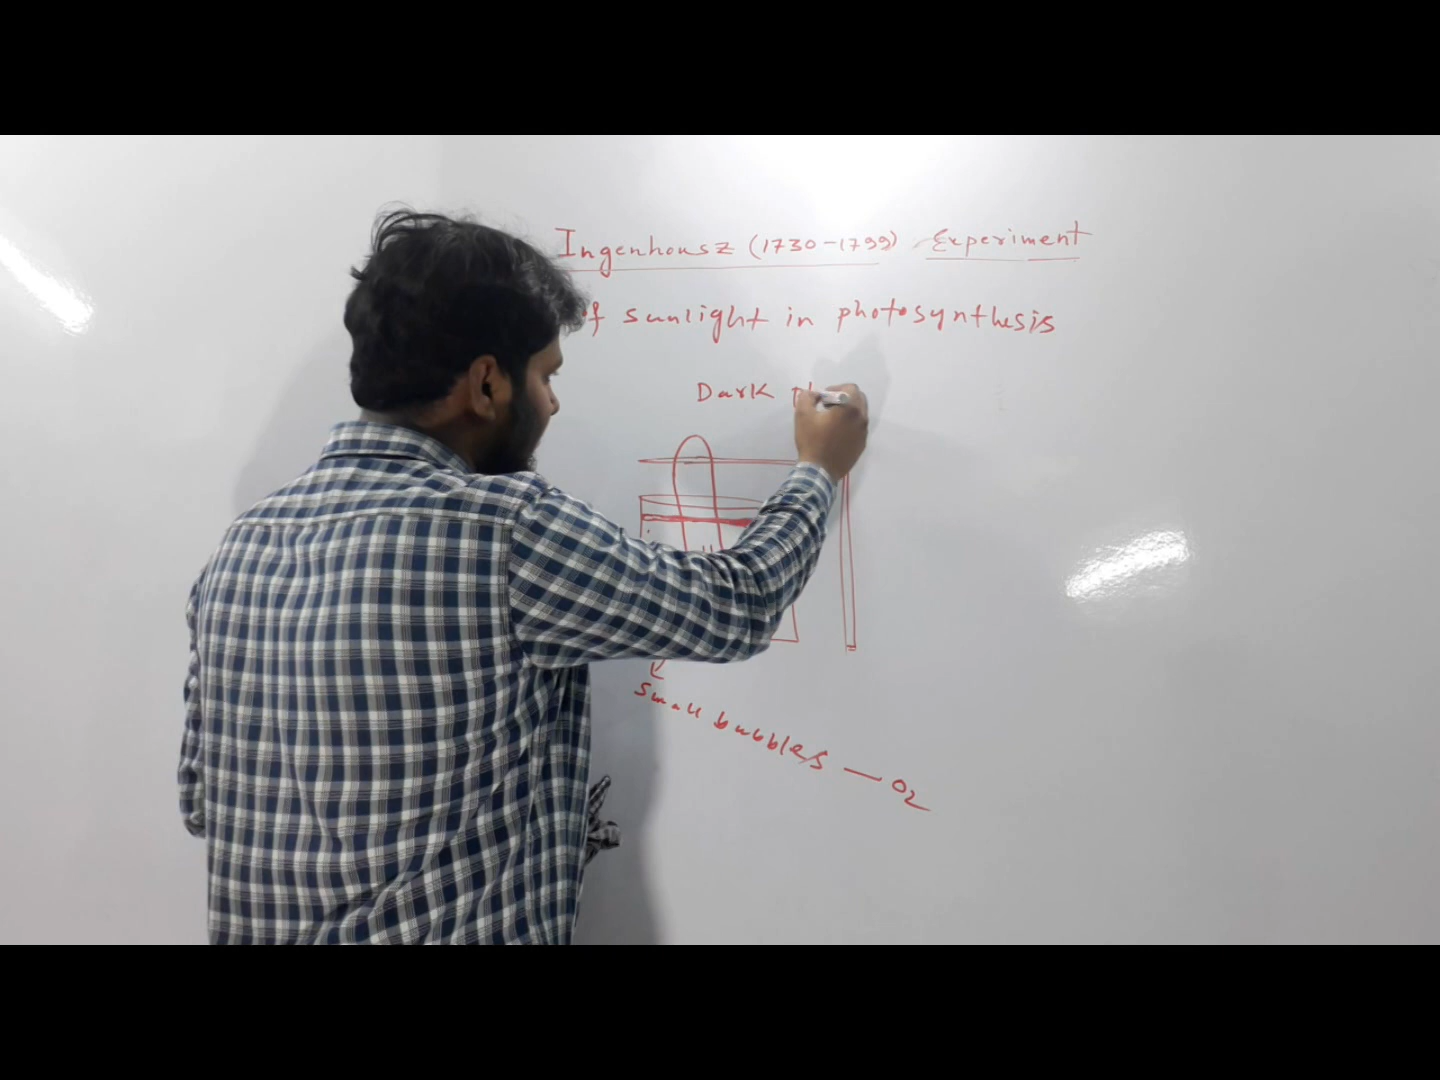 Ingenhousz (1730-1799) Experiment
of sunlight in photosynthesis
Dark
small bubbles — O2